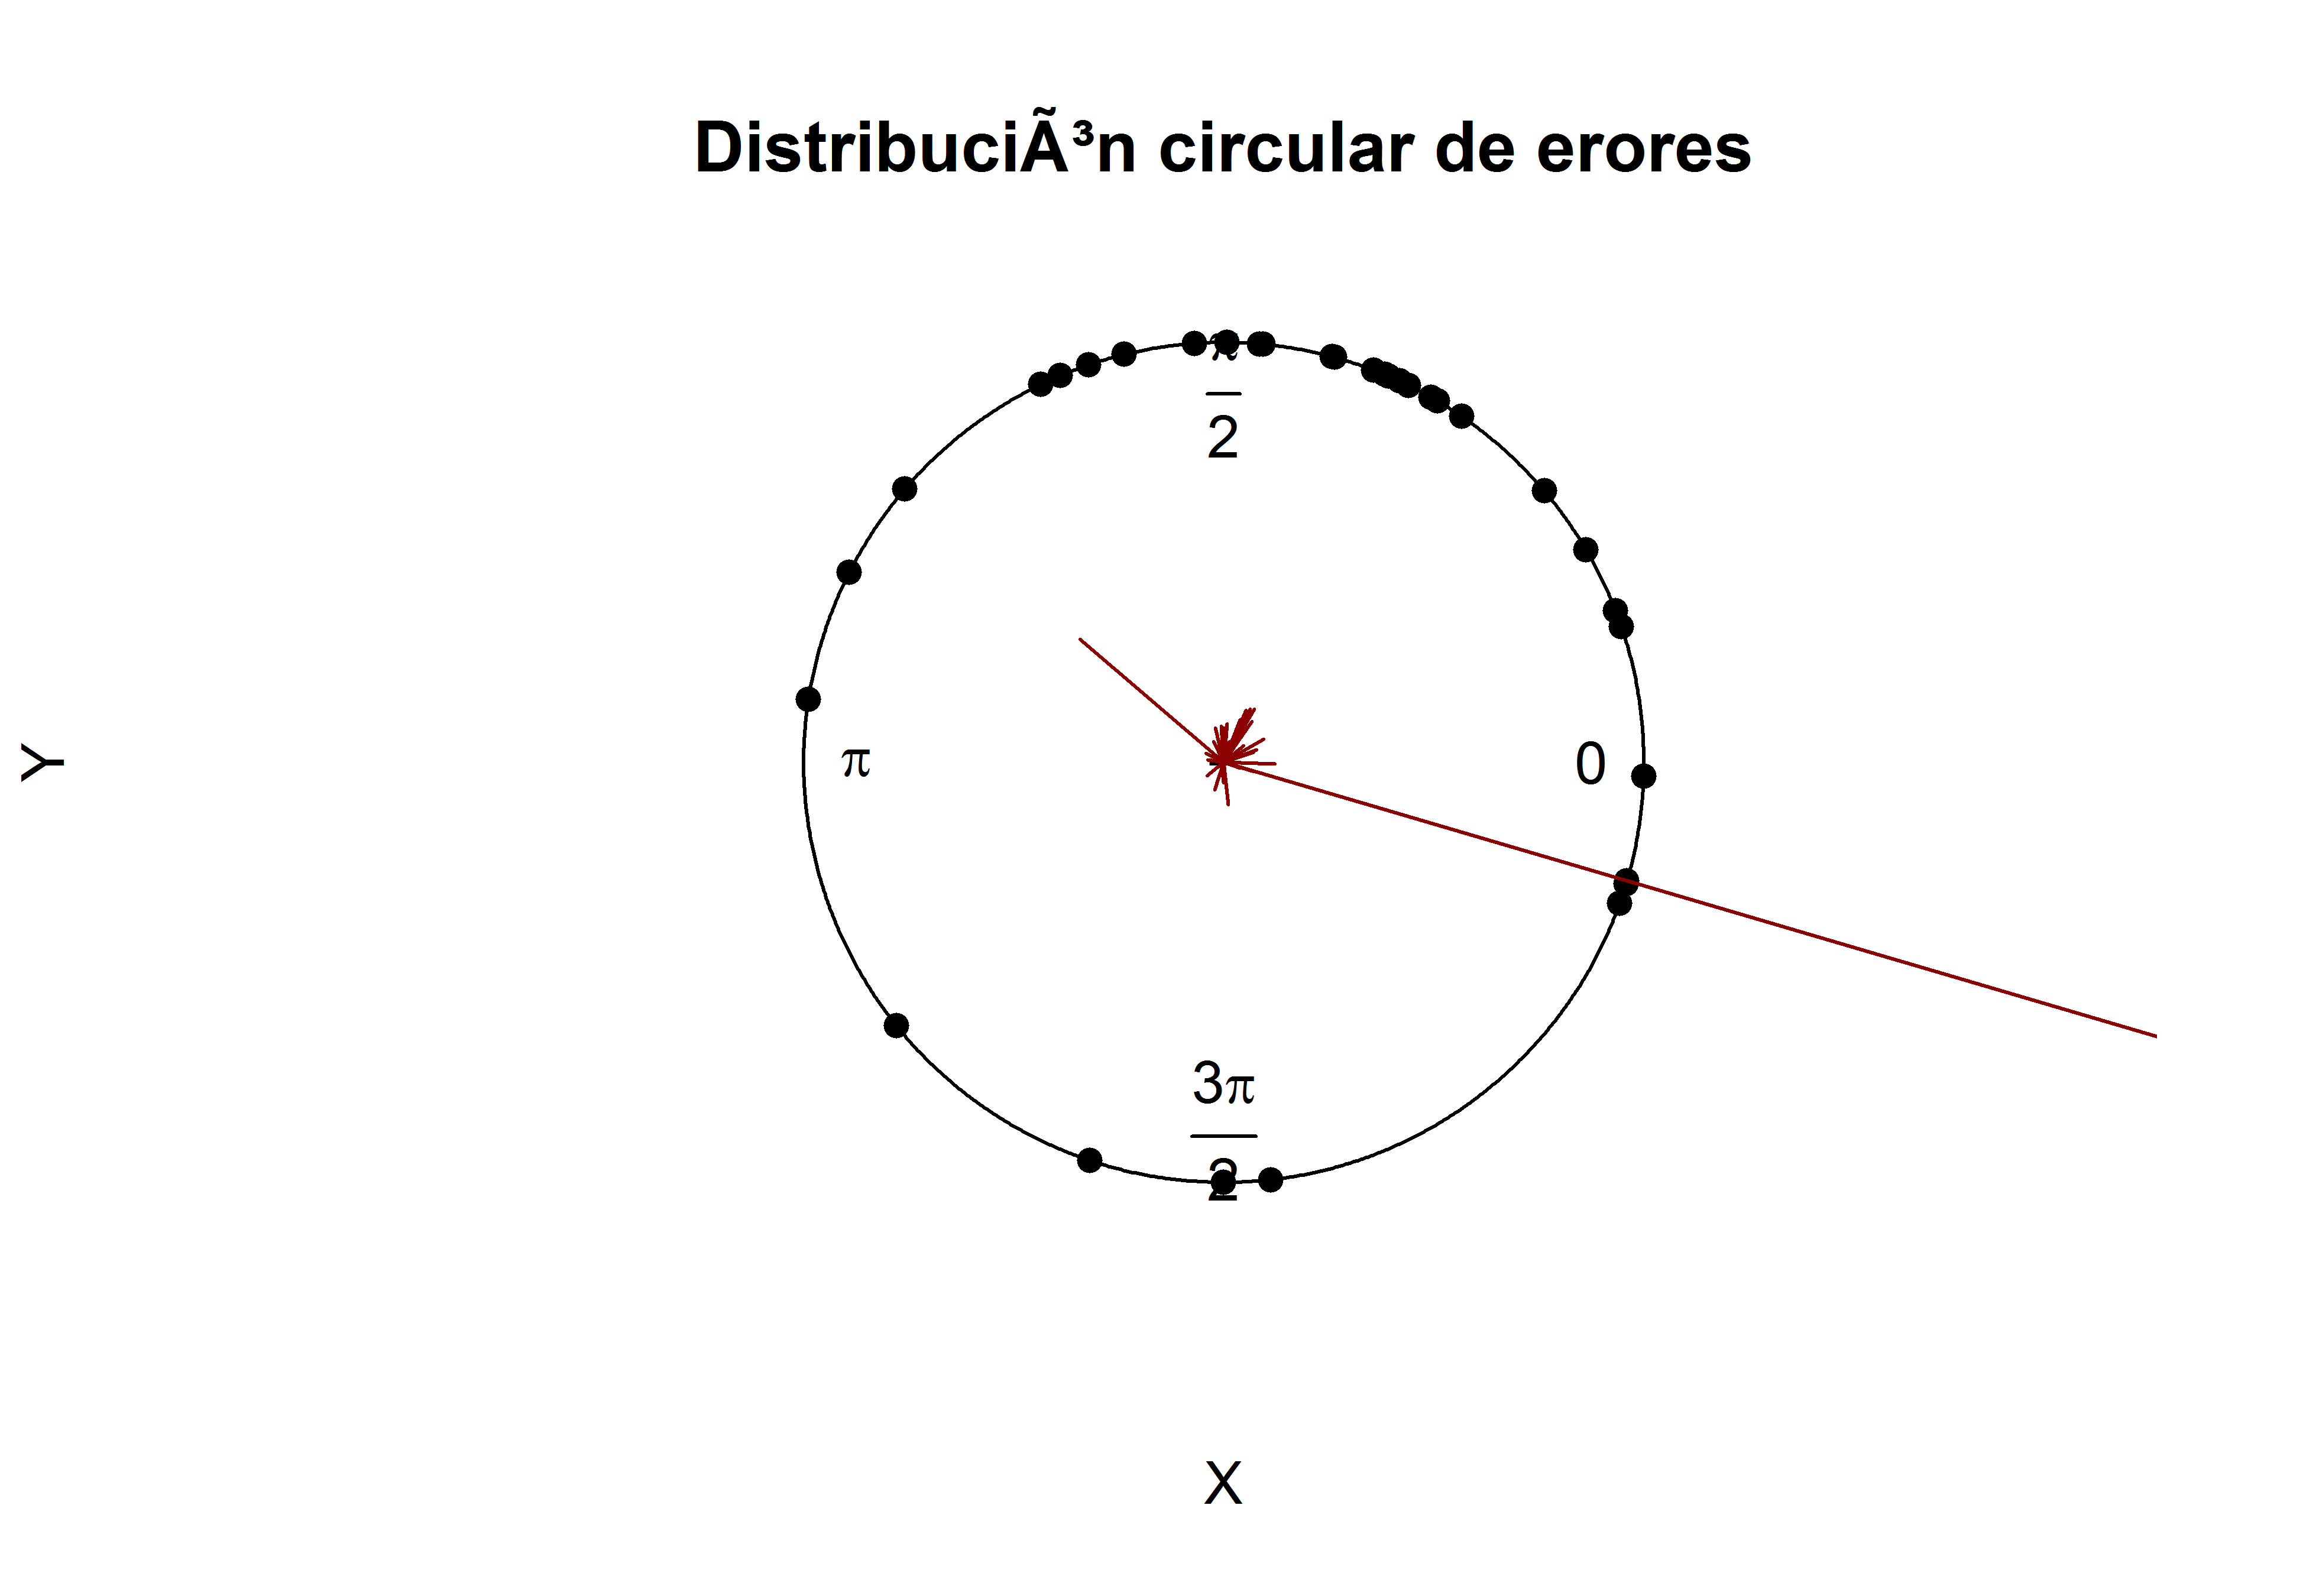 DistribuciÃ³n circular de erores
π
2
Y
π
0
3π
2
X